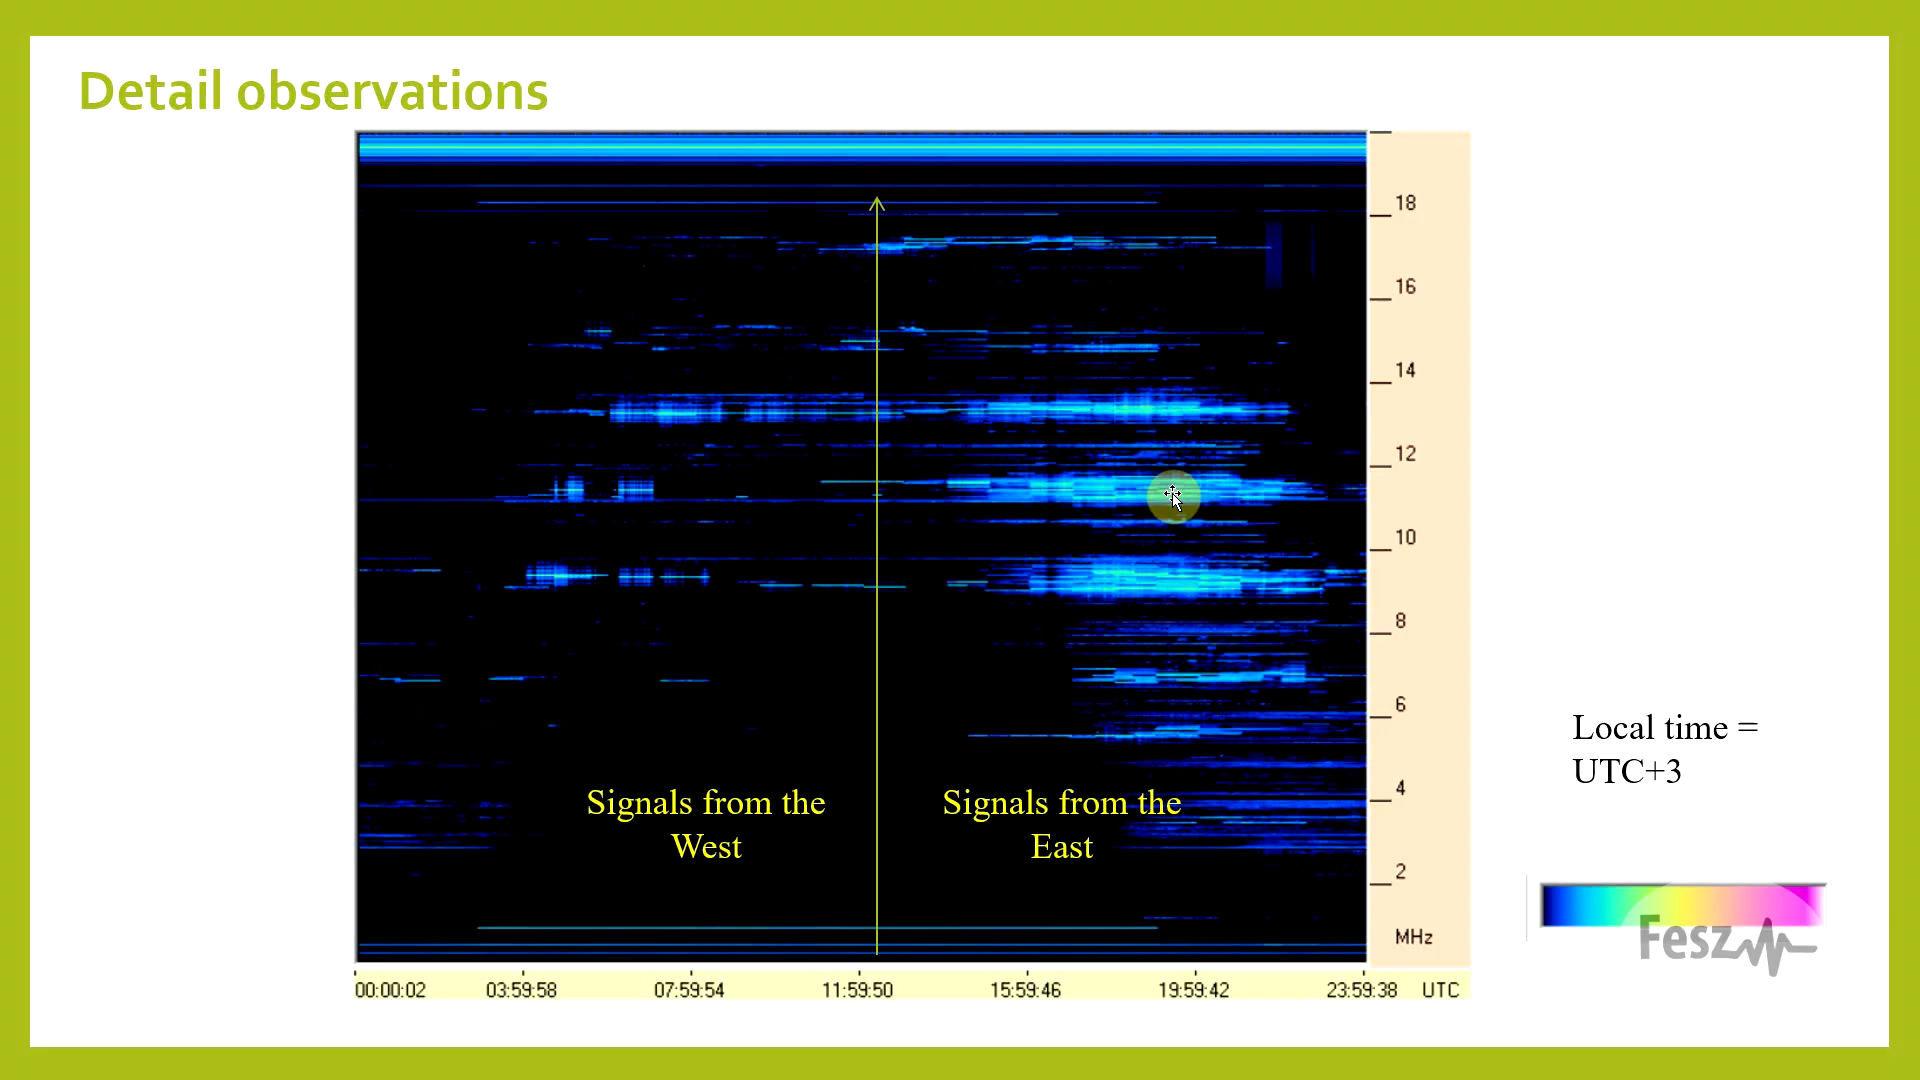 Detail observations
18
16
14
12
10
8
6
4
2
MHz
Signals from the
West
Signals from the
East
Local time =
UTC+3
Fesz
00:00:02 03:59:58 07:59:54 11:59:50 15:59:46 19:59:42 23:59:38 UTC